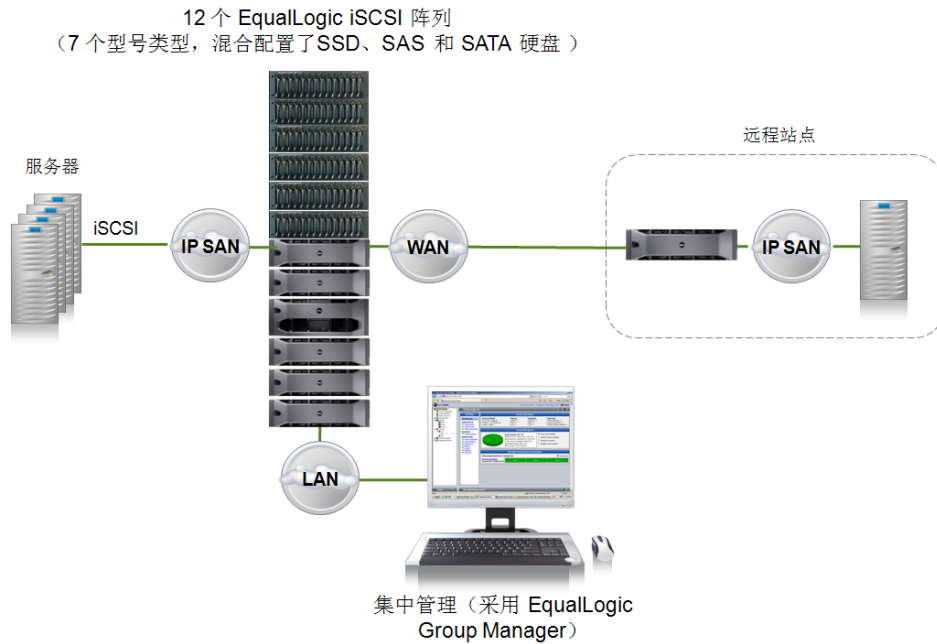 12 个 EqualLogic iSCSI 阵列
（7 个型号类型，混合配置了SSD、SAS 和 SATA 硬盘 ）
远程站点
服务器
iSCSI
IP SAN
WAN
IP SAN
LAN
集中管理（采用 EqualLogic
Group Manager）